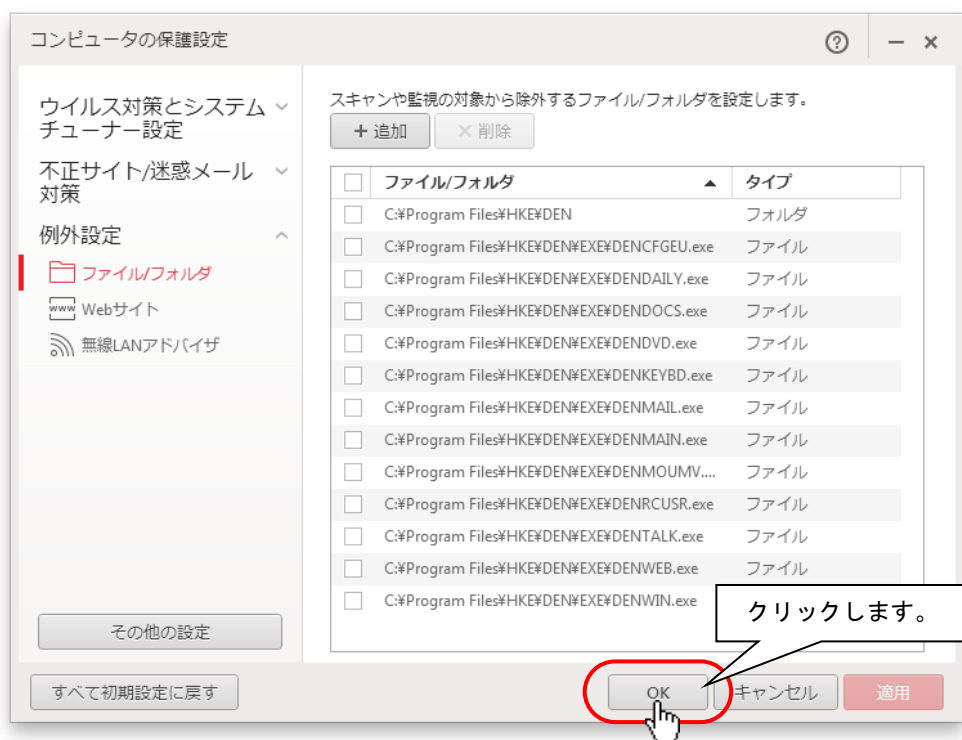 コンピュータの保護設定
ウイルス対策とシステム
チューナー設定
不正サイト/迷惑メール
対策
例外設定
ファイル/フォルダ
www Webサイト
無線LANアドバイザ
その他の設定
スキャンや監視の対象から除外するファイル/フォルダを設定します。
+ 追加 × 削除
ファイル/フォルダ ▲ タイプ
C:¥Program Files¥HKE¥DEN フォルダ
C:¥Program Files¥HKE¥DEN¥EXE¥DENCFGEU.exe ファイル
C:¥Program Files¥HKE¥DEN¥EXE¥DENDAILY.exe ファイル
C:¥Program Files¥HKE¥DEN¥EXE¥DENDOCS.exe ファイル
C:¥Program Files¥HKE¥DEN¥EXE¥DENDVD.exe ファイル
C:¥Program Files¥HKE¥DEN¥EXE¥DENKEYBD.exe ファイル
C:¥Program Files¥HKE¥DEN¥EXE¥DENMAIL.exe ファイル
C:¥Program Files¥HKE¥DEN¥EXE¥DENMAIN.exe ファイル
C:¥Program Files¥HKE¥DEN¥EXE¥DENMOUMV.... ファイル
C:¥Program Files¥HKE¥DEN¥EXE¥DENRCUSR.exe ファイル
C:¥Program Files¥HKE¥DEN¥EXE¥DENTALK.exe ファイル
C:¥Program Files¥HKE¥DEN¥EXE¥DENWEB.exe ファイル
C:¥Program Files¥HKE¥DEN¥EXE¥DENWIN.exe
クリックします。
すべて初期設定に戻す OK キャンセル 適用